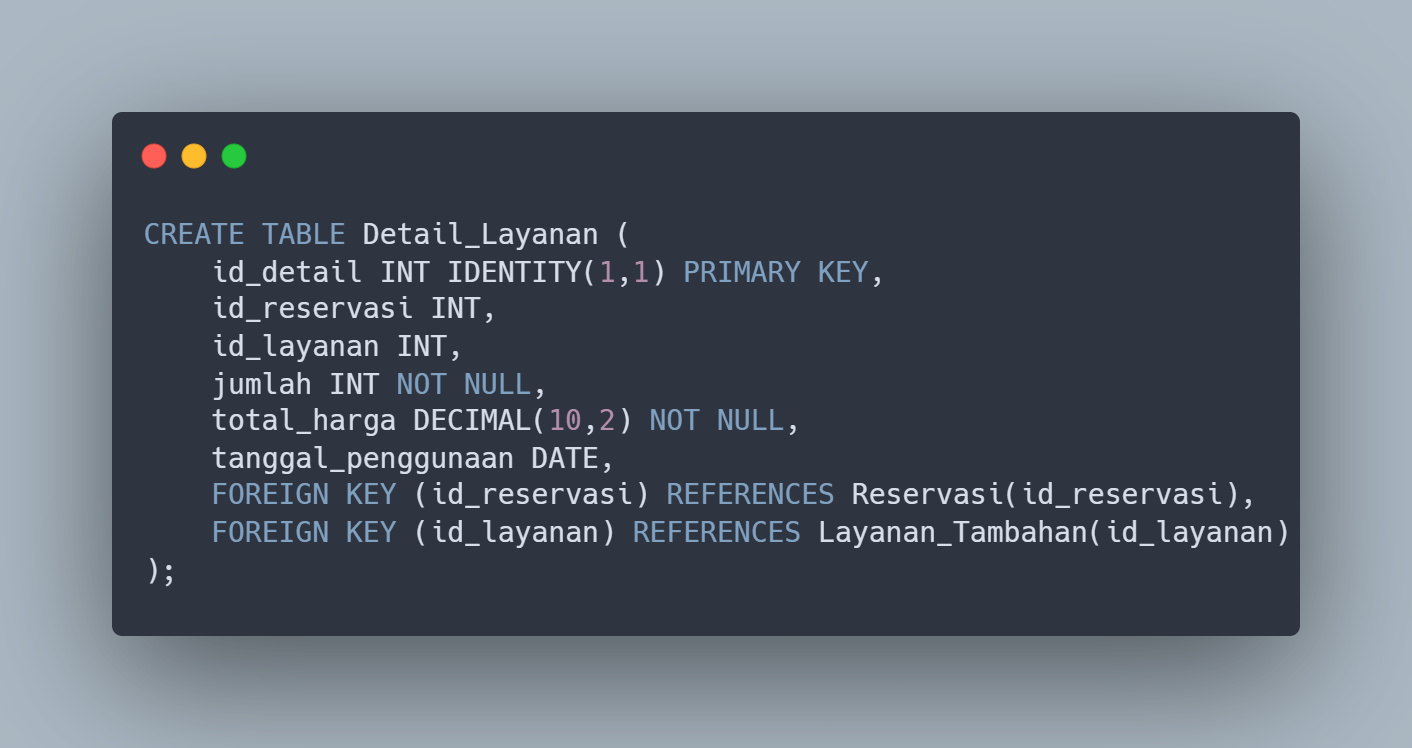 CREATE TABLE Detail_Layanan (
    id_detail INT IDENTITY(1,1) PRIMARY KEY,
    id_reservasi INT,
    id_layanan INT,
    jumlah INT NOT NULL,
    total_harga DECIMAL(10,2) NOT NULL,
    tanggal_penggunaan DATE,
    FOREIGN KEY (id_reservasi) REFERENCES Reservasi(id_reservasi),
    FOREIGN KEY (id_layanan) REFERENCES Layanan_Tambahan(id_layanan)
);